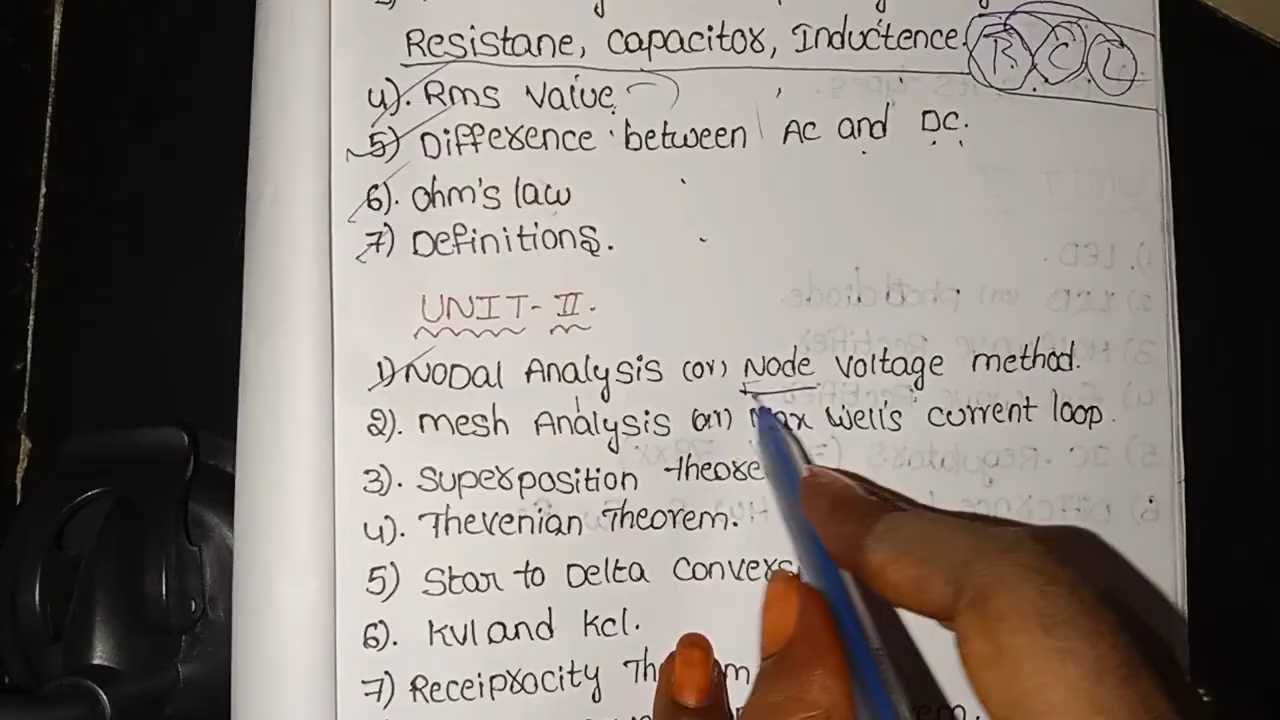 Resistane, capacitor, Inductence. R C L
4). Rms Value
5) Difference between AC and DC.
6). ohm's law
7) Definitions.
UNIT- II.
1) Nodal Analysis (or) Node Voltage method.
2). mesh Analysis (or) Max well's current loop.
3). Superposition
4). Thevenian Theorem.
5) Star to Delta
6). Kvl and Kcl.
7) Receiprocity